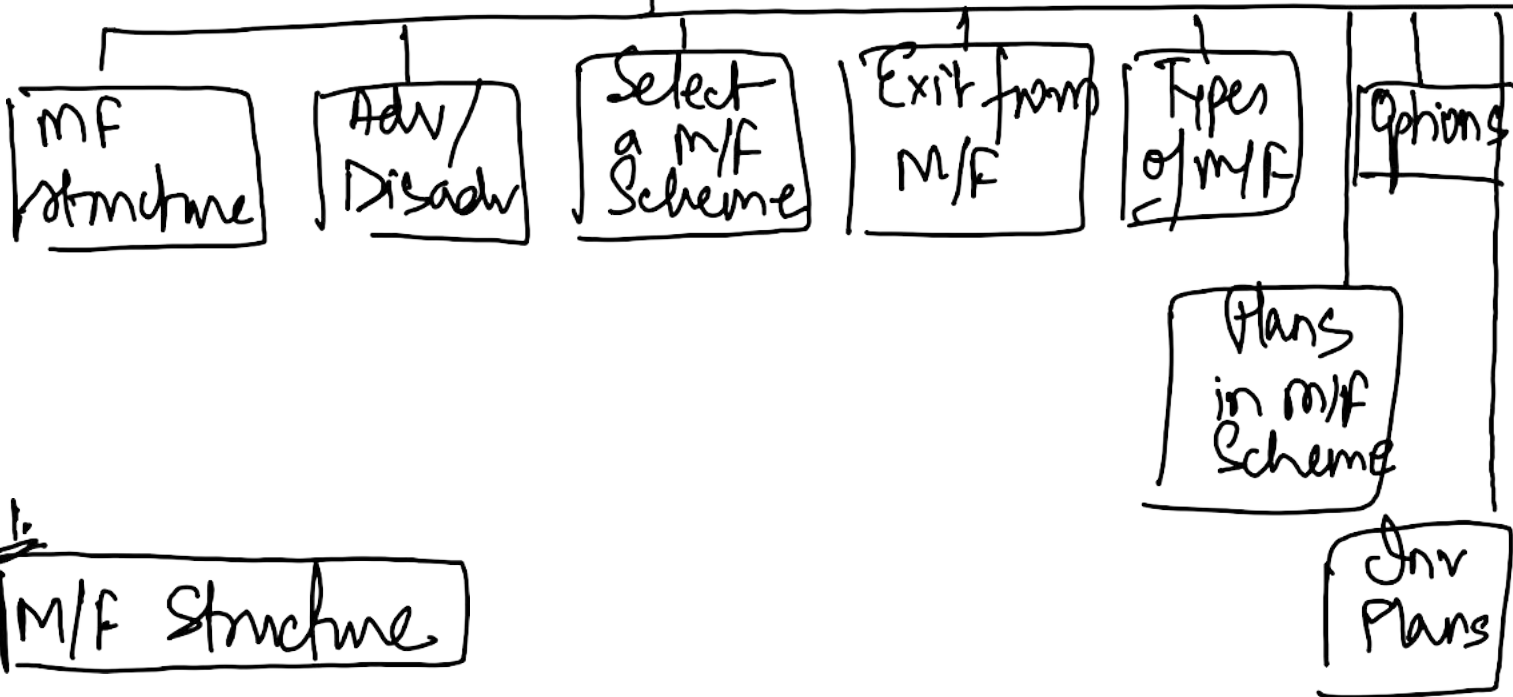 MF
structure
Adv/
Disadv
Select
a M/F
Scheme
Exit from
M/F
Types
of M/F
Options
Plans
in M/F
Scheme
Inv
Plans
1.
M/F Structure